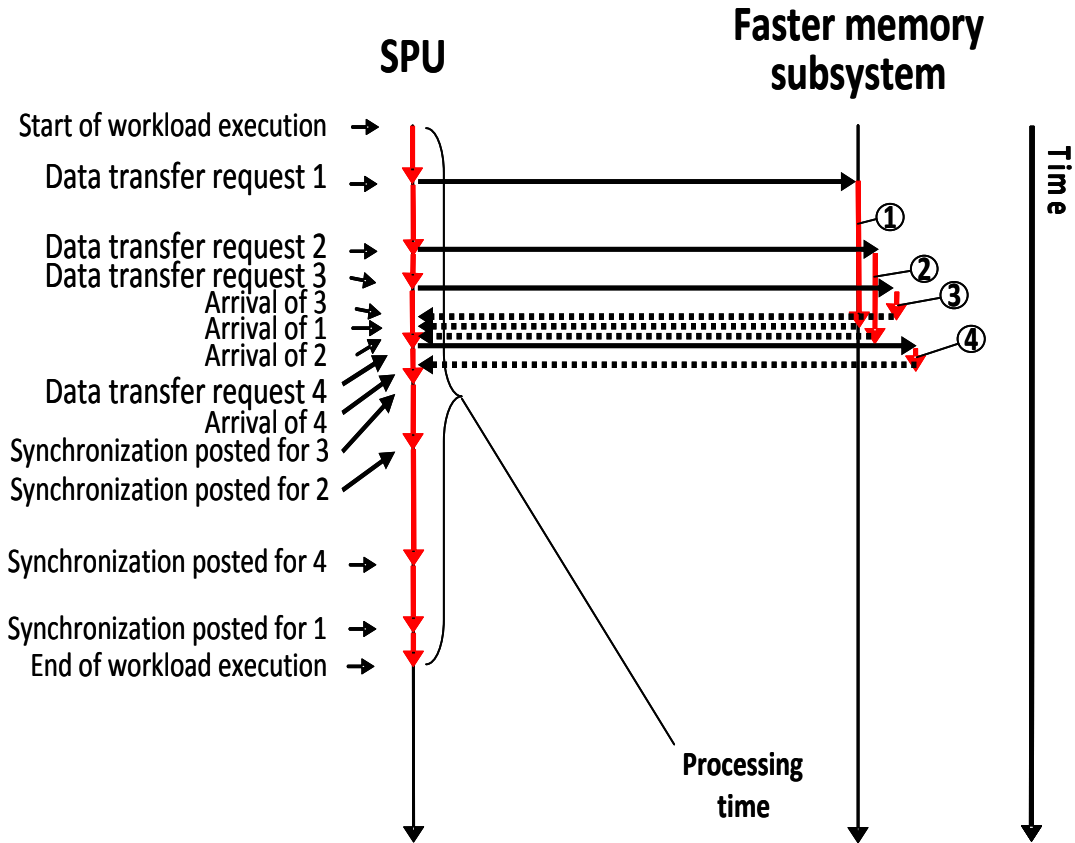 SPU
Faster memory
subsystem
Start of workload execution
Data transfer request 1
Data transfer request 2
Data transfer request 3
Arrival of 3
Arrival of 1
Arrival of 2
Data transfer request 4
Arrival of 4
Synchronization posted for 3
Synchronization posted for 2
Synchronization posted for 4
Synchronization posted for 1
End of workload execution
①
②
③
④
Time
Processing
time